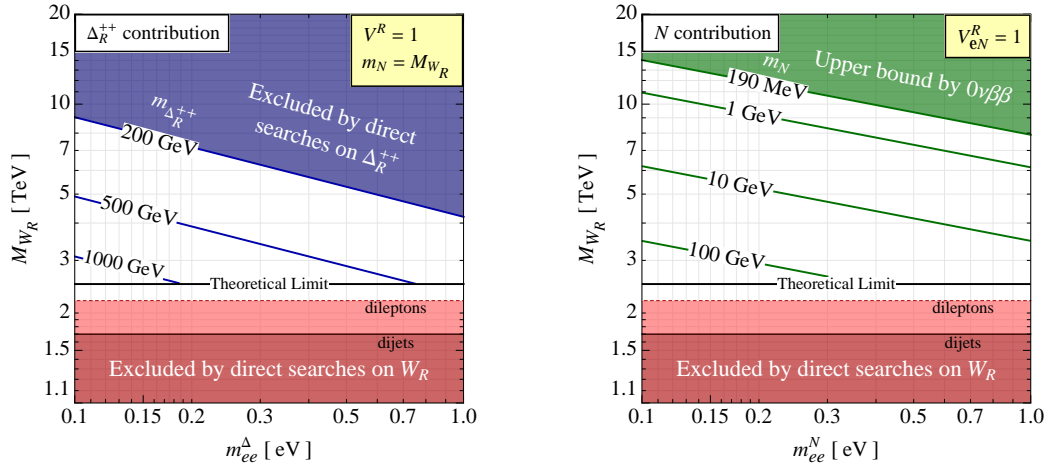 Δ_R^{++} contribution
V^R = 1
m_N = M_{W_R}
20
10
7
5
3
2
1.5
1.1
M_{W_R} [ TeV ]
Excluded by direct
searches on Δ_R^{++}
m_{Δ_R^{++}}
200 GeV
500 GeV
1000 GeV
Theoretical Limit
dileptons
dijets
Excluded by direct searches on W_R
0.1 0.15 0.2 0.3 0.5 0.7 1.0
m_{ee}^Δ [ eV ]
N contribution
V_{eN}^R = 1
20
10
7
5
3
2
1.5
1.1
M_{W_R} [ TeV ]
Upper bound by 0νββ
m_N
190 MeV
1 GeV
10 GeV
100 GeV
Theoretical Limit
dileptons
dijets
Excluded by direct searches on W_R
0.1 0.15 0.2 0.3 0.5 0.7 1.0
m_{ee}^N [ eV ]